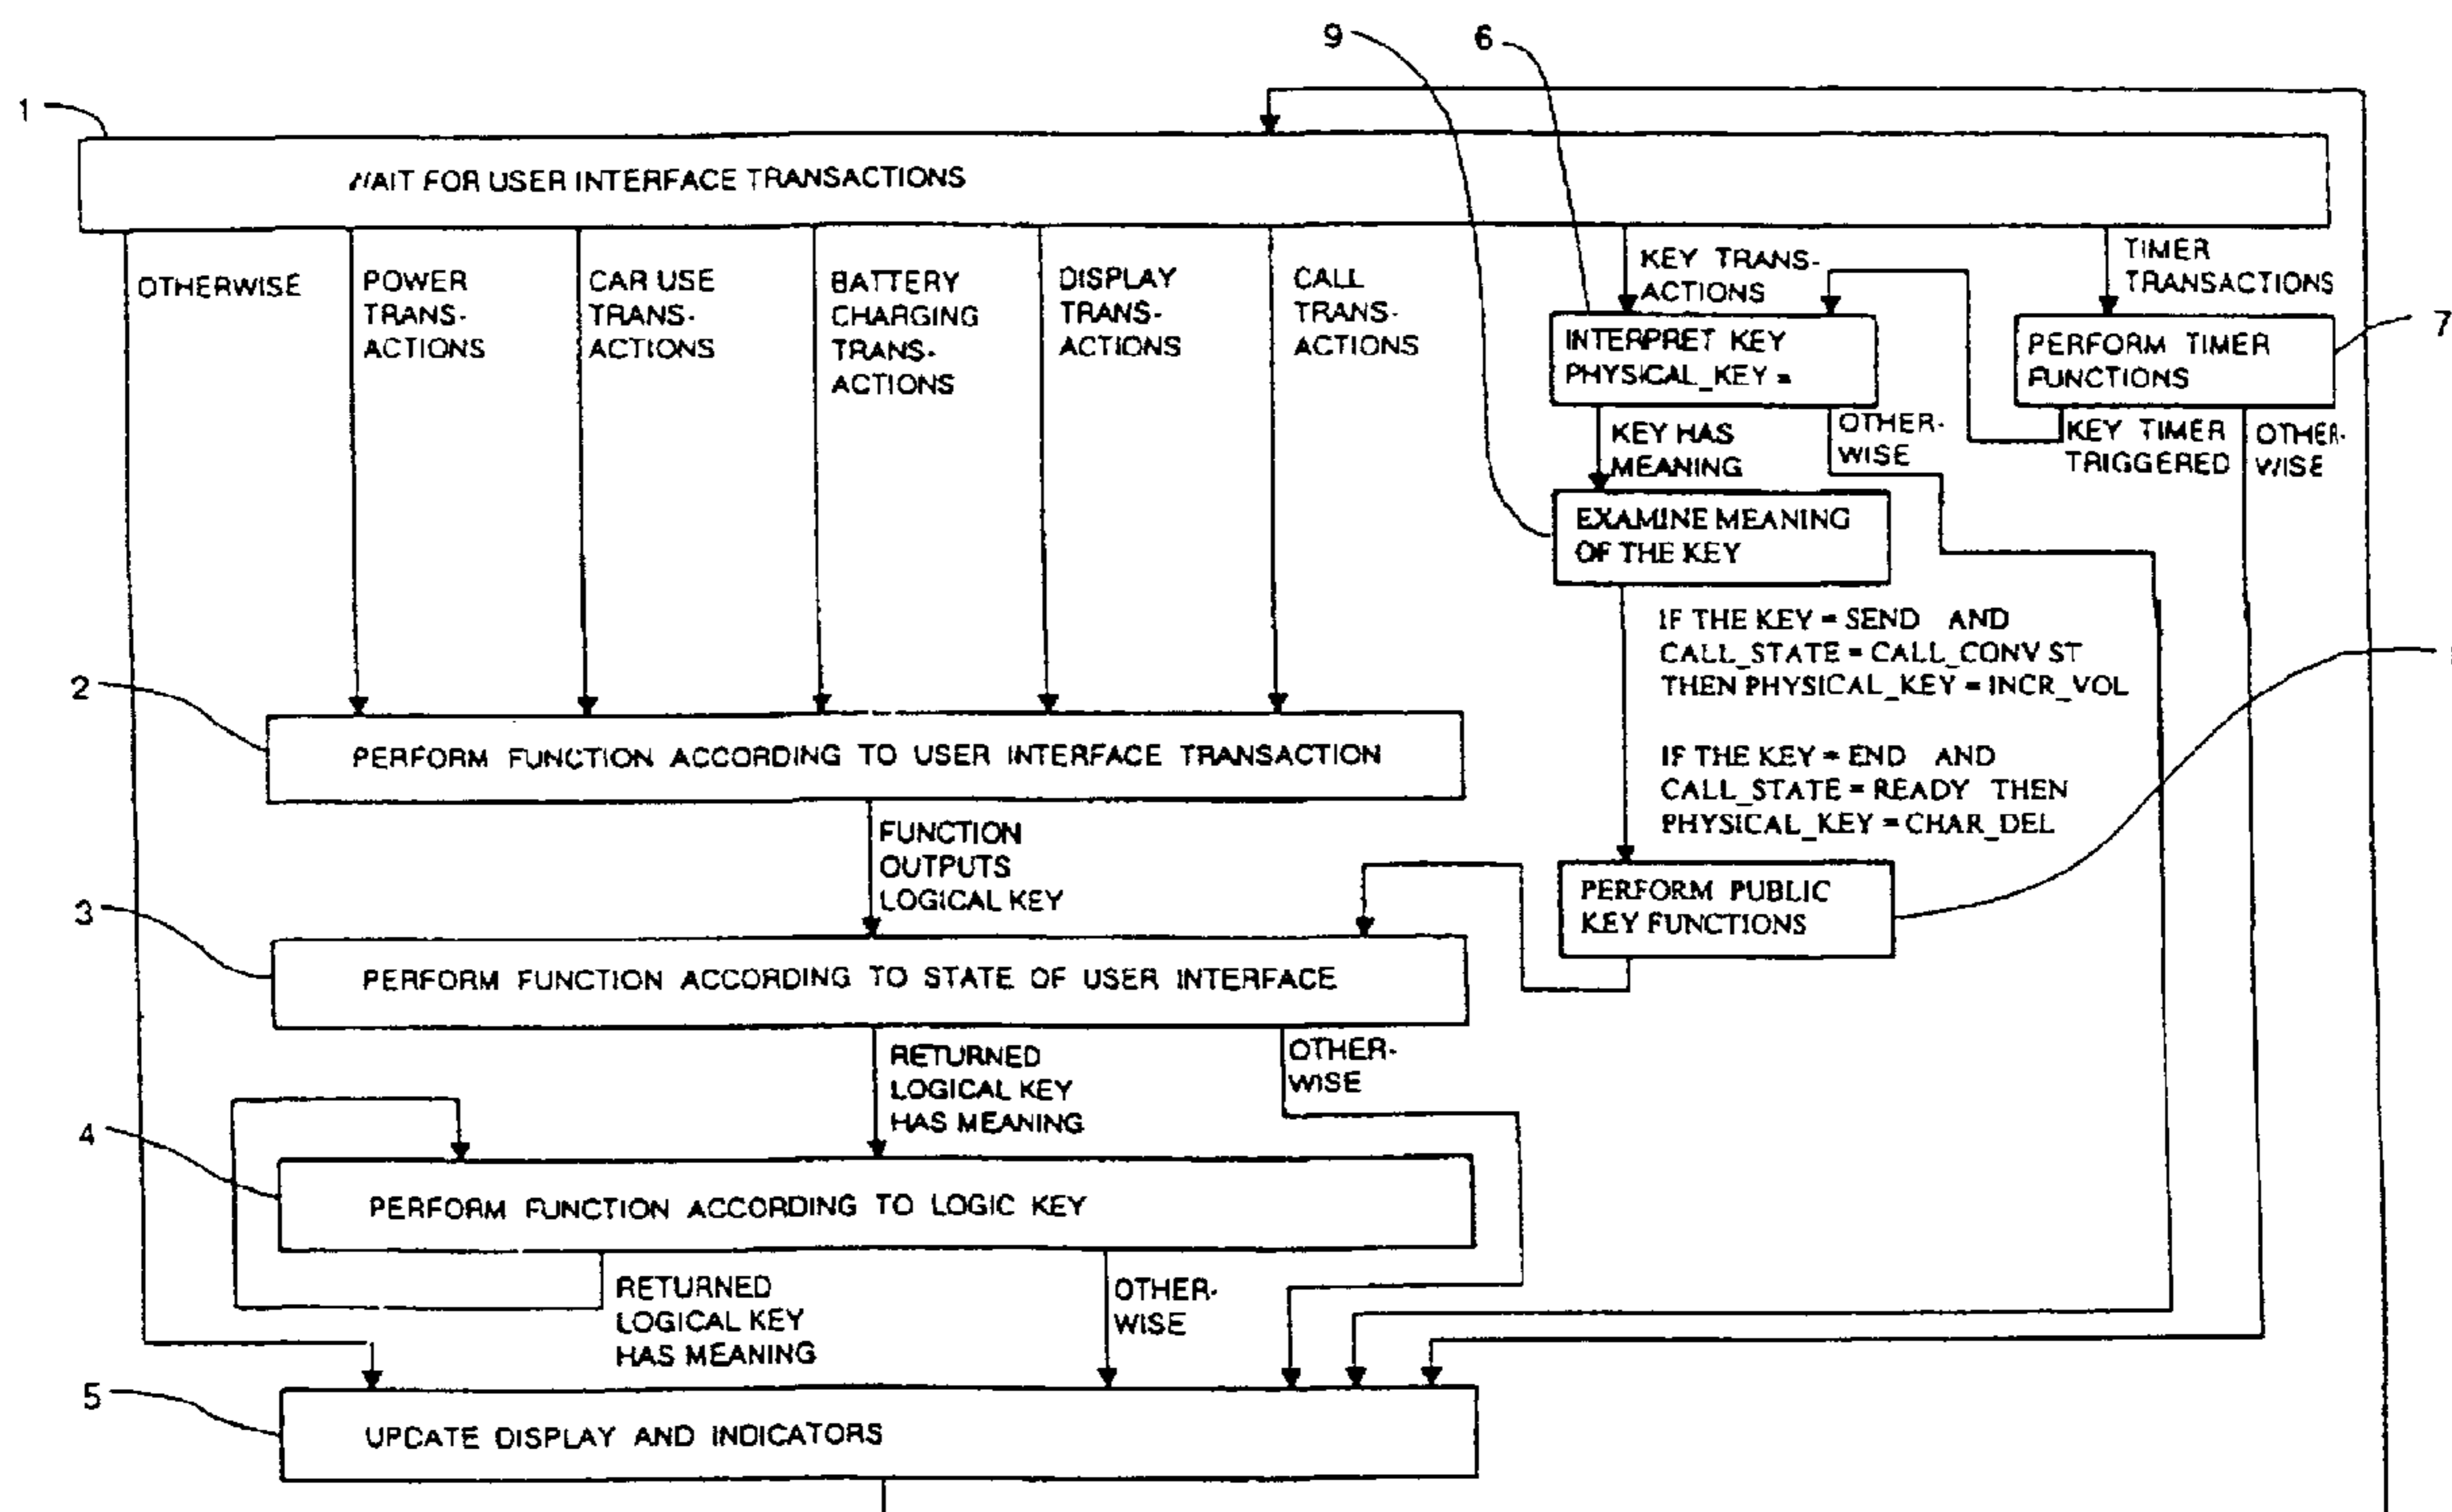 9
6
1
WAIT FOR USER INTERFACE TRANSACTIONS
OTHERWISE
POWER
TRANS-
ACTIONS
CAR USE
TRANS-
ACTIONS
BATTERY
CHARGING
TRANS-
ACTIONS
DISPLAY
TRANS-
ACTIONS
CALL
TRANS-
ACTIONS
KEY TRANS-
ACTIONS
TIMER
TRANSACTIONS
INTERPRET KEY
PHYSICAL_KEY =
PERFORM TIMER
FUNCTIONS
7
KEY HAS
MEANING
OTHER-
WISE
KEY TIMER
TRIGGERED
OTHER-
WISE
EXAMINE MEANING
OF THE KEY
IF THE KEY = SEND AND
CALL_STATE = CALL_CONV ST
THEN PHYSICAL_KEY = INCR_VOL
IF THE KEY = END AND
CALL_STATE = READY THEN
PHYSICAL_KEY = CHAR_DEL
2
PERFORM FUNCTION ACCORDING TO USER INTERFACE TRANSACTION
FUNCTION
OUTPUTS
LOGICAL KEY
PERFORM PUBLIC
KEY FUNCTIONS
3
PERFORM FUNCTION ACCORDING TO STATE OF USER INTERFACE
RETURNED
LOGICAL KEY
HAS MEANING
OTHER-
WISE
4
PERFORM FUNCTION ACCORDING TO LOGIC KEY
RETURNED
LOGICAL KEY
HAS MEANING
OTHER-
WISE
5
UPDATE DISPLAY AND INDICATORS